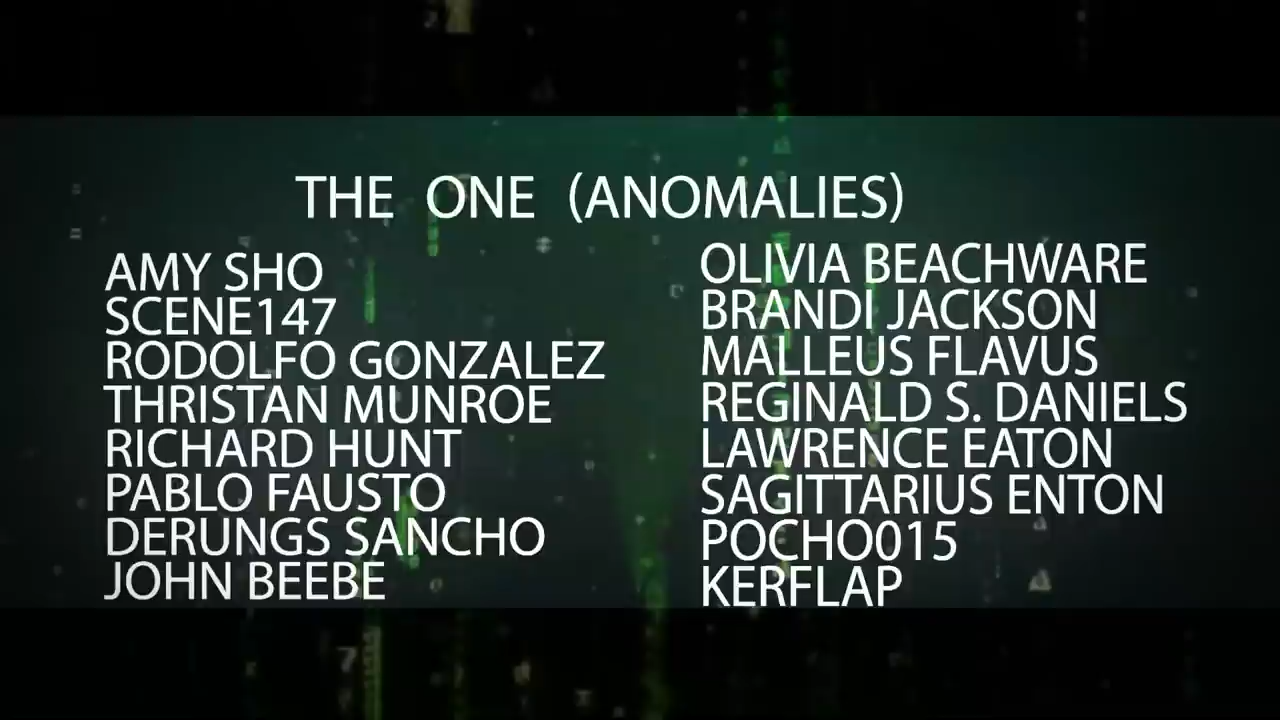 THE ONE (ANOMALIES)
AMY SHO
SCENE147
RODOLFO GONZALEZ
THRISTAN MUNROE
RICHARD HUNT
PABLO FAUSTO
DERUNGS SANCHO
JOHN BEEBE
OLIVIA BEACHWARE
BRANDI JACKSON
MALLEUS FLAVUS
REGINALD S. DANIELS
LAWRENCE EATON
SAGITTARIUS ENTON
POCHO015
KERFLAP